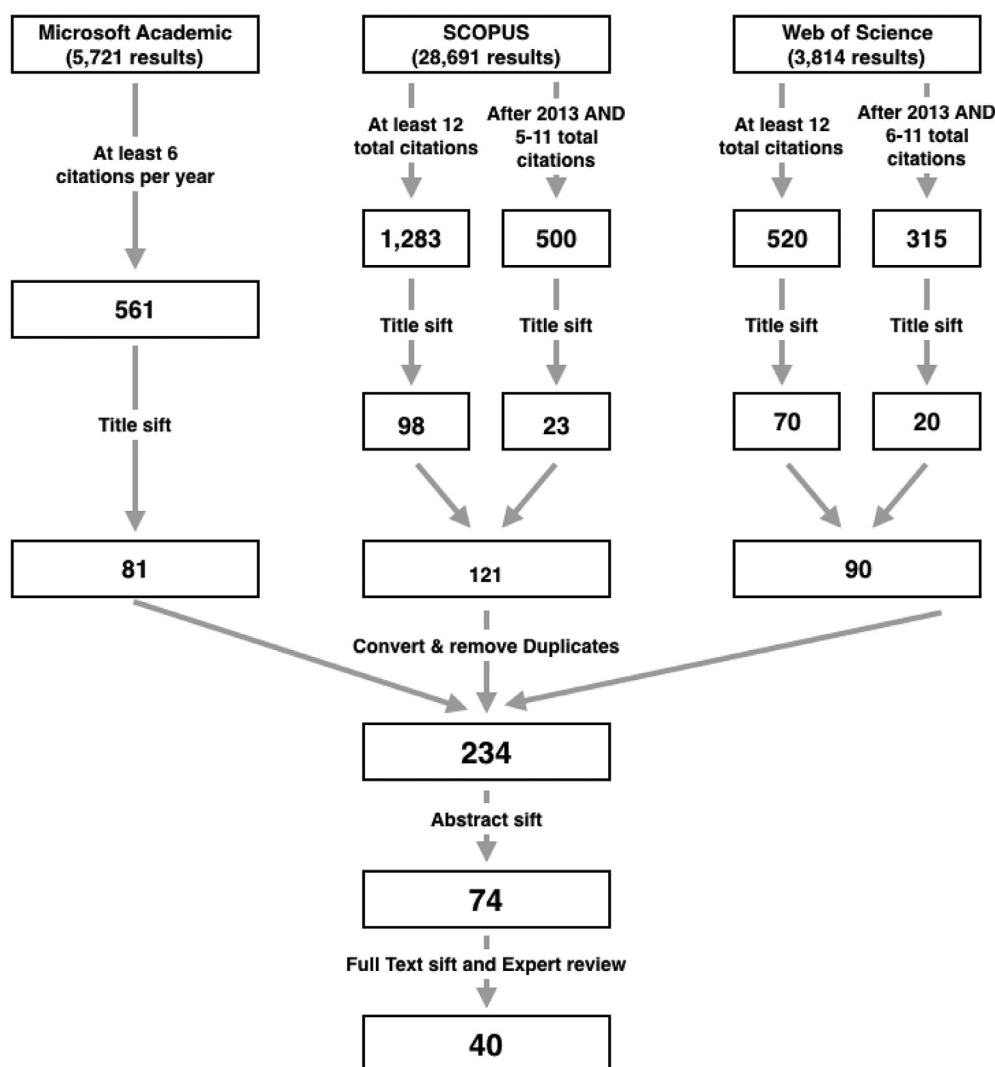 Microsoft Academic
(5,721 results)
SCOPUS
(28,691 results)
Web of Science
(3,814 results)
At least 6
citations per year
At least 12
total citations
After 2013 AND
5-11 total
citations
At least 12
total citations
After 2013 AND
6-11 total
citations
1,283
500
520
315
561
Title sift
Title sift
Title sift
Title sift
Title sift
98
23
70
20
81
121
90
Convert & remove Duplicates
234
Abstract sift
74
Full Text sift and Expert review
40